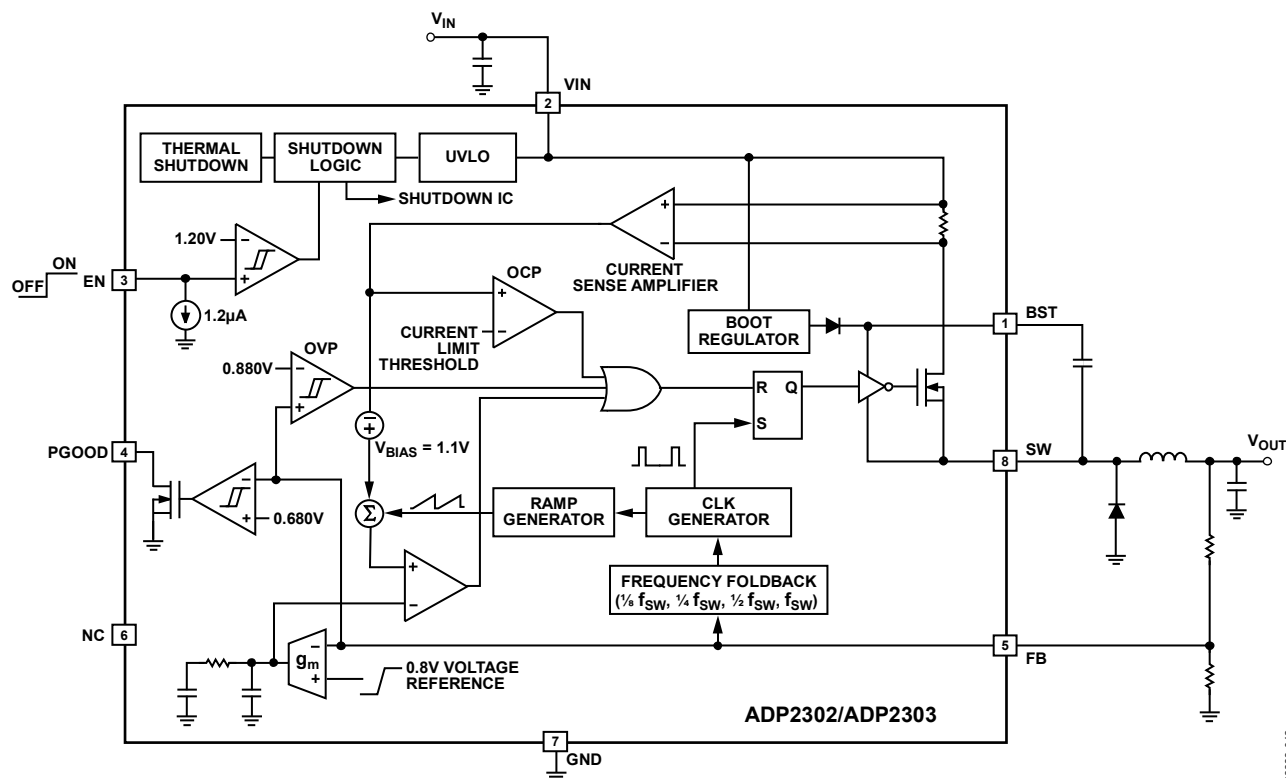 VIN
VIN
2
THERMAL
SHUTDOWN
SHUTDOWN
LOGIC
UVLO
SHUTDOWN IC
1.20V
−
+
ON
OFF
EN
3
1.2µA
+
−
CURRENT
SENSE AMPLIFIER
OCP
+
−
CURRENT
LIMIT
THRESHOLD
BOOT
REGULATOR
1
BST
OVP
0.880V
−
+
R
Q
S
− +
VBIAS = 1.1V
PGOOD
4
−
+
0.680V
8
SW
VOUT
Σ
RAMP
GENERATOR
CLK
GENERATOR
+
−
FREQUENCY FOLDBACK
(⅛ fSW, ¼ fSW, ½ fSW, fSW)
NC
6
gm
−
+
0.8V VOLTAGE
REFERENCE
5
FB
ADP2302/ADP2303
7
GND